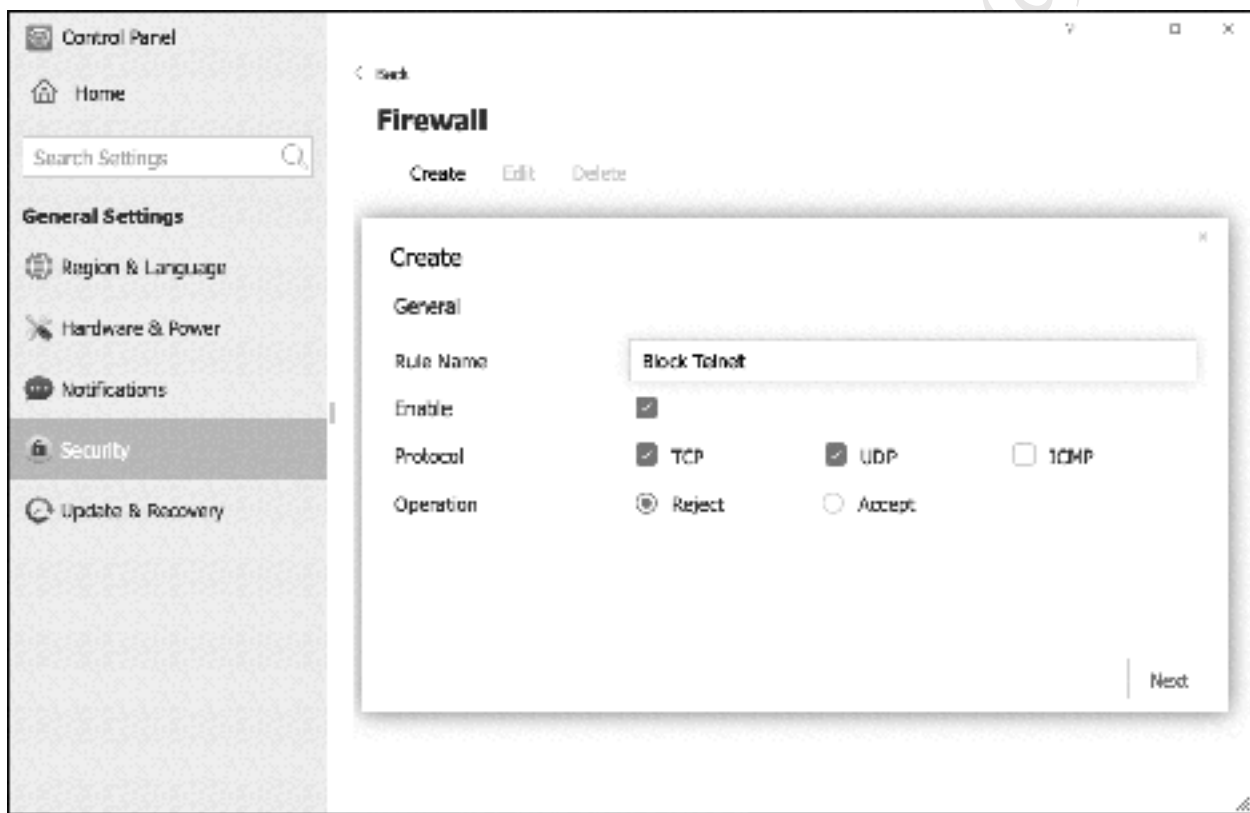 Control Panel
Home
Search Settings
General Settings
Region & Language
Hardware & Power
Notifications
Security
Update & Recovery
Back
Firewall
Create Edit Delete
Create
General
Rule Name Block Telnet
Enable
Protocol TCP UDP ICMP
Operation Reject Accept
Next